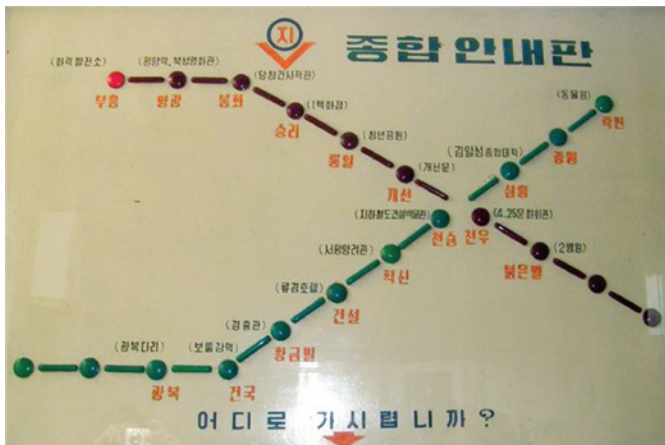 지
종합안내판
(화력발전소)
부흥
(평양역, 북성영화관)
영광
봉화
(당창건사적관)
(1백화점)
승리
(청년공원)
통일
(개선문)
개선
(동물원)
락원
광명
(김일성종합대학)
삼흥
(지하철도건설박물관)
전승
전우
(4.25문화회관)
(2병원)
붉은별
(서평양려관)
혁신
(류경호텔)
건설
(경흥관)
황금벌
(보통강역)
건국
(광복다리)
광복
어디로 가시렵니까?